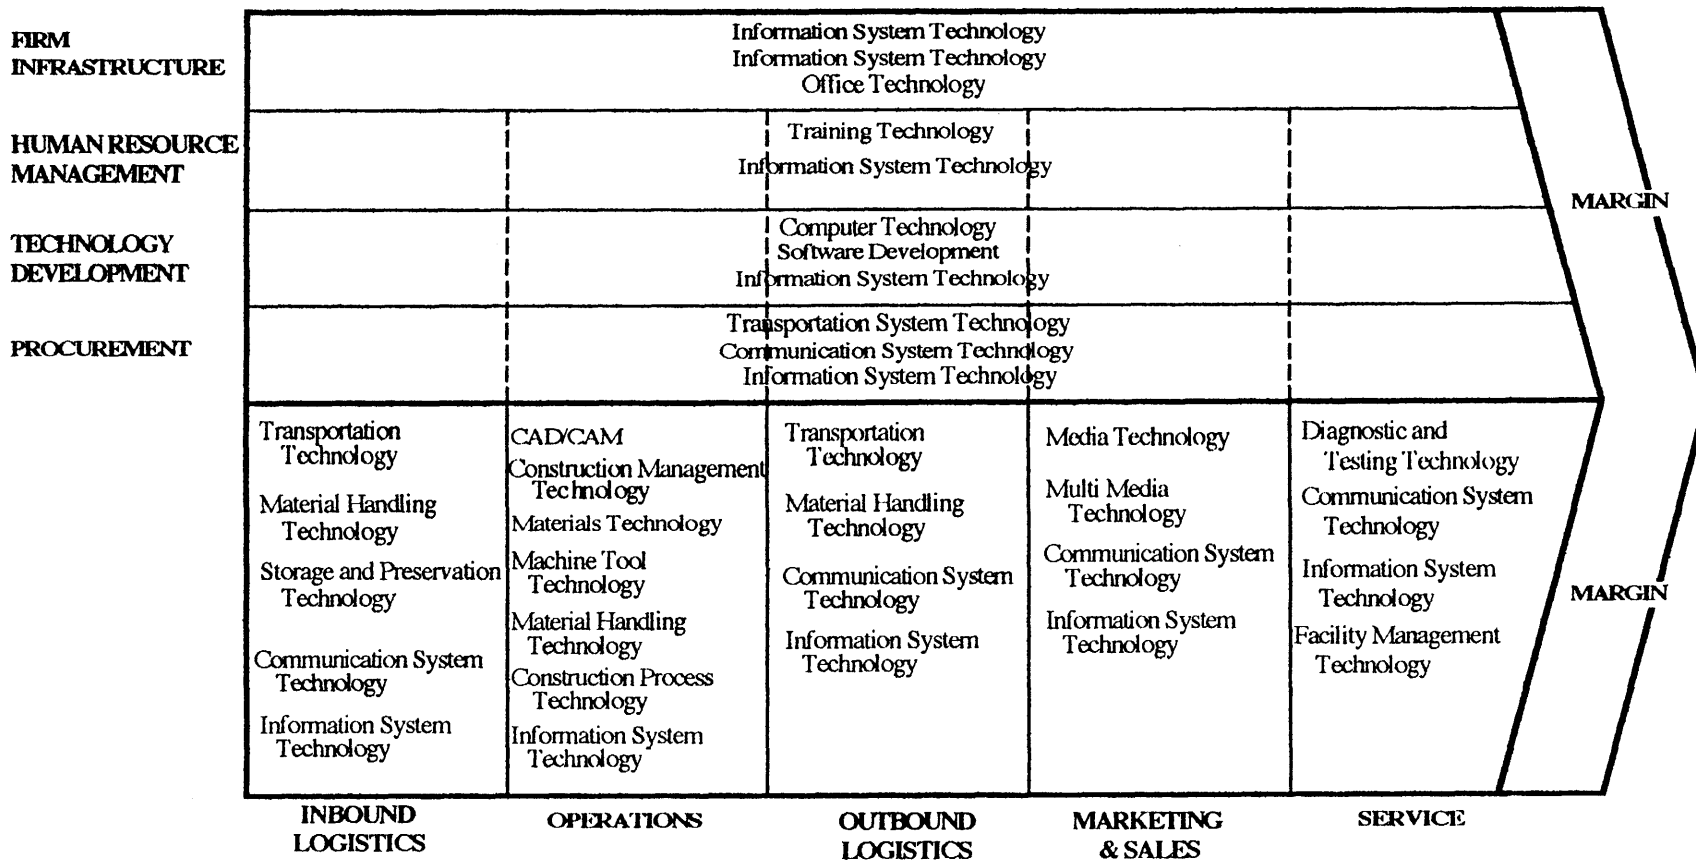 FIRM
INFRASTRUCTURE
Information System Technology
Information System Technology
Office Technology
HUMAN RESOURCE
MANAGEMENT
Training Technology
Information System Technology
TECHNOLOGY
DEVELOPMENT
Computer Technology
Software Development
Information System Technology
PROCUREMENT
Transportation System Technology
Communication System Technology
Information System Technology
MARGIN
MARGIN
Transportation
Technology
Material Handling
Technology
Storage and Preservation
Technology
Communication System
Technology
Information System
Technology
CAD/CAM
Construction Management
Technology
Materials Technology
Machine Tool
Technology
Material Handling
Technology
Construction Process
Technology
Information System
Technology
Transportation
Technology
Material Handling
Technology
Communication System
Technology
Information System
Technology
Media Technology
Multi Media
Technology
Communication System
Technology
Information System
Technology
Diagnostic and
Testing Technology
Communication System
Technology
Information System
Technology
Facility Management
Technology
INBOUND
LOGISTICS
OPERATIONS
OUTBOUND
LOGISTICS
MARKETING
& SALES
SERVICE